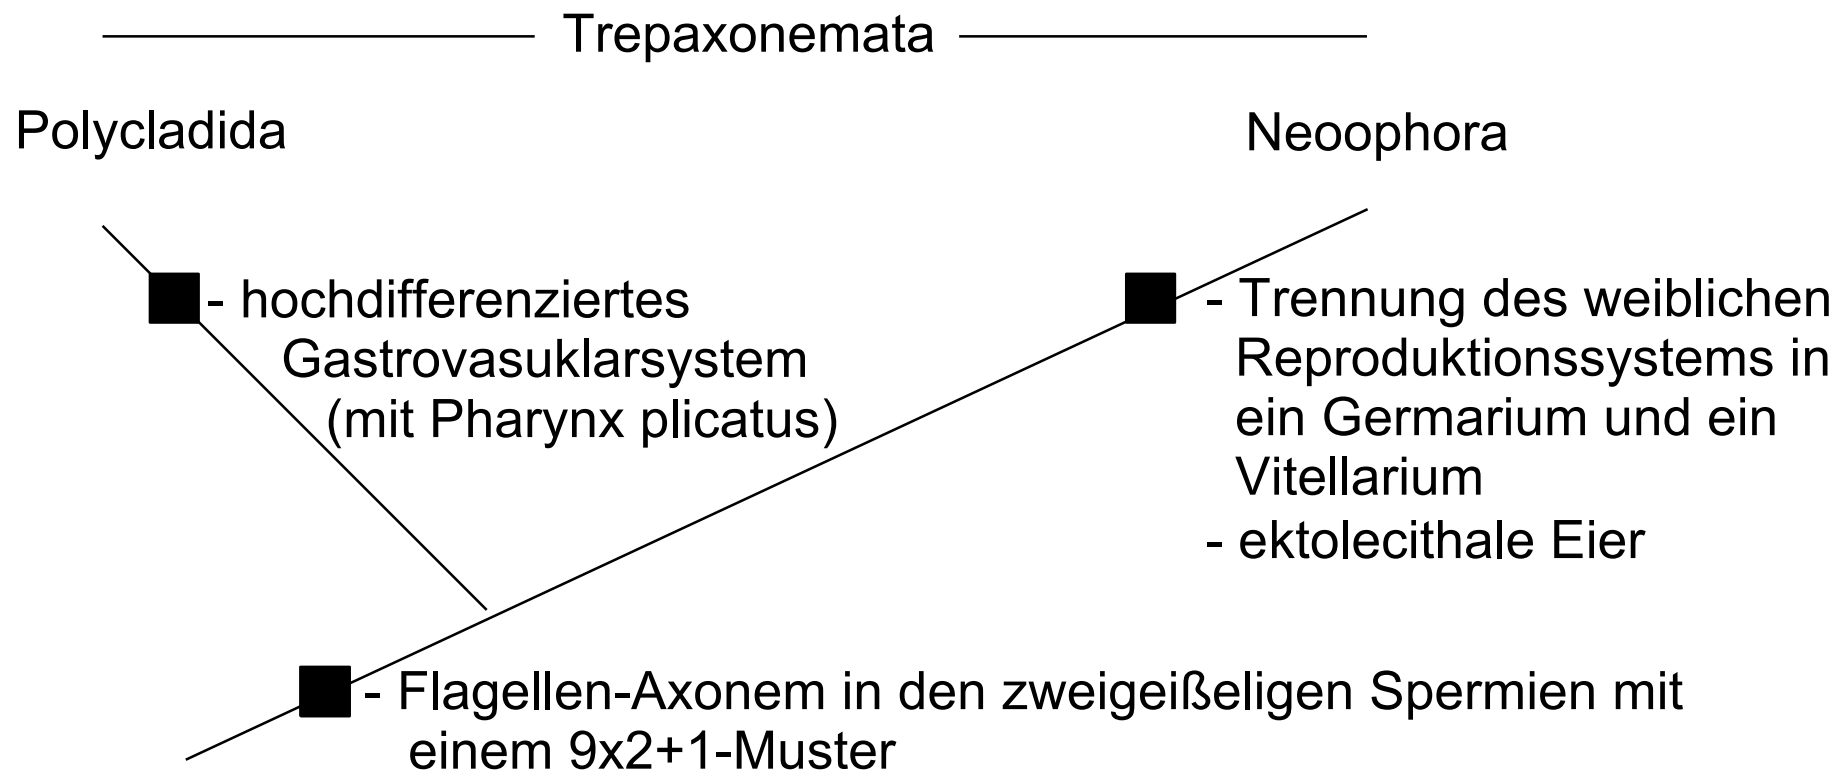 Trepaxonemata
Polycladida
Neoophora
- hochdifferenziertes
Gastrovasuklarsystem
(mit Pharynx plicatus)
- Trennung des weiblichen
Reproduktionssystems in
ein Germarium und ein
Vitellarium
- ektolecithale Eier
- Flagellen-Axonem in den zweigeißeligen Spermien mit
einem 9x2+1-Muster